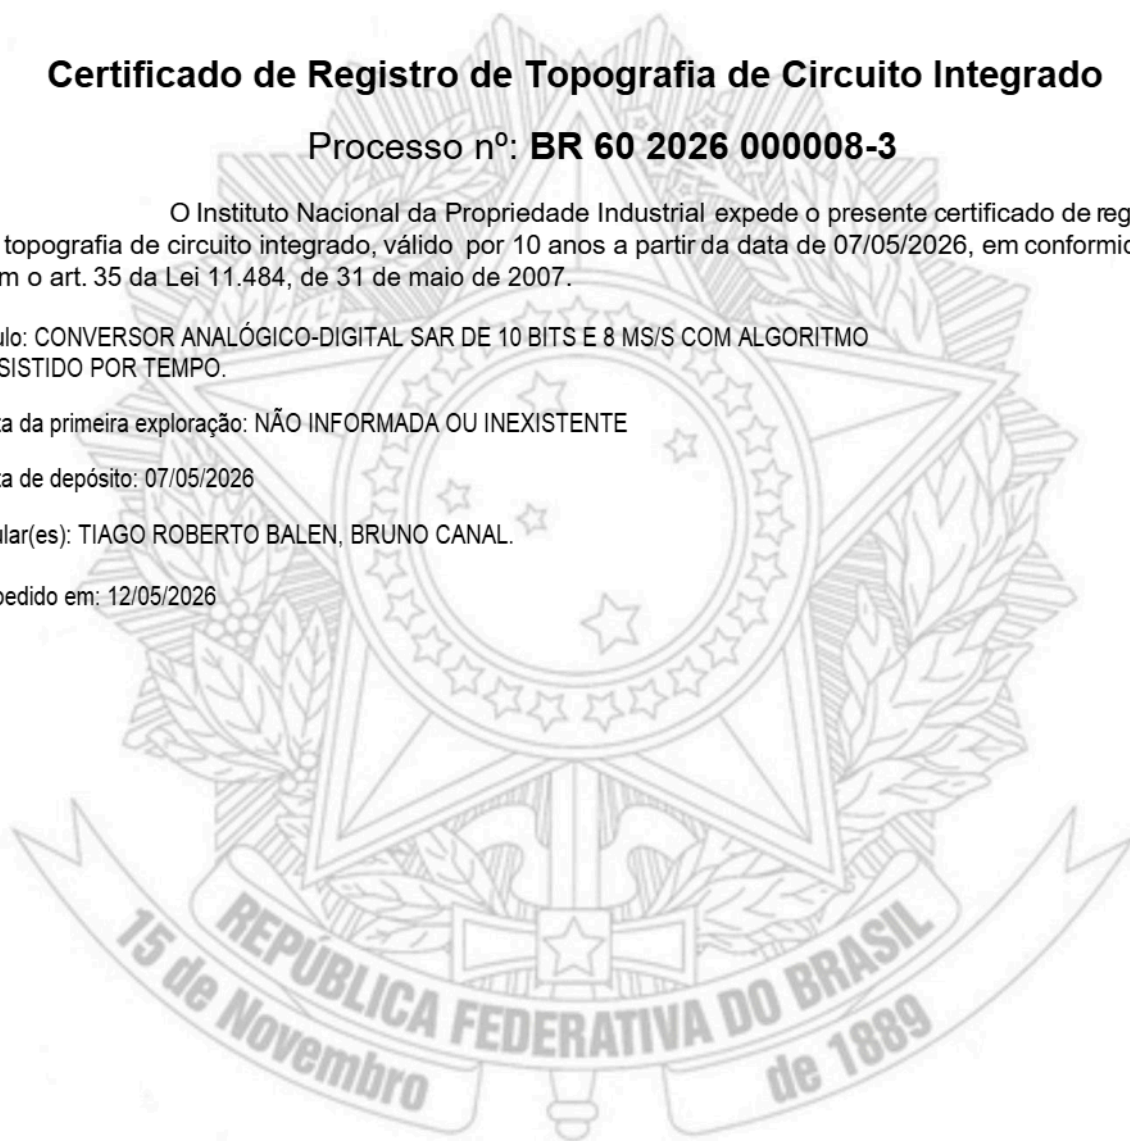 Certificado de Registro de Topografia de Circuito Integrado
Processo nº: BR 60 2026 000008-3
O Instituto Nacional da Propriedade Industrial expede o presente certificado de reg
topografia de circuito integrado, válido por 10 anos a partir da data de 07/05/2026, em conformid
m o art. 35 da Lei 11.484, de 31 de maio de 2007.
ulo: CONVERSOR ANALÓGICO-DIGITAL SAR DE 10 BITS E 8 MS/S COM ALGORITMO
SISTIDO POR TEMPO.
ta da primeira exploração: NÃO INFORMADA OU INEXISTENTE
ta de depósito: 07/05/2026
ular(es): TIAGO ROBERTO BALEN, BRUNO CANAL.
pedido em: 12/05/2026
REPÚBLICA FEDERATIVA DO BRASIL
15 de Novembro de 1889